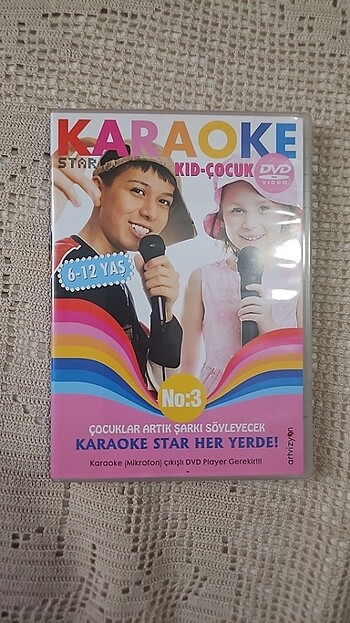 KARAOKE
STAR
KID-ÇOCUK
DVD
VIDEO
6-12 YAŞ
No:3
ÇOCUKLAR ARTIK ŞARKI SÖYLEYECEK
KARAOKE STAR HER YERDE!
Karaoke (Mikrofon) çıkışlı DVD Player Gerekir!!!
artvizyon